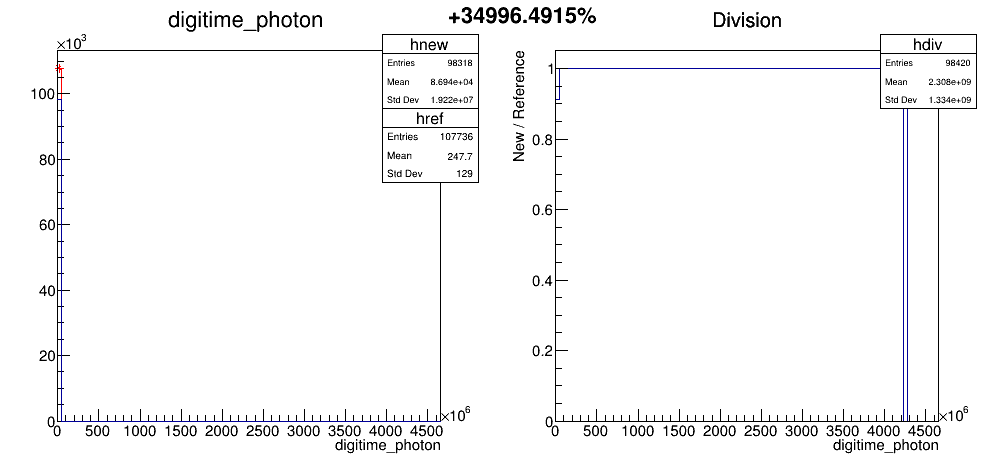 digitime_photon
+34996.4915%
Division
×10³
hnew
Entries 98318
Mean 8.694e+04
Std Dev 1.922e+07
href
Entries 107736
Mean 247.7
Std Dev 129
100
80
60
40
20
0
0 500 1000 1500 2000 2500 3000 3500 4000 4500
×10⁶
digitime_photon
hdiv
Entries 98420
Mean 2.308e+09
Std Dev 1.334e+09
New / Reference
1
0.8
0.6
0.4
0.2
0
0 500 1000 1500 2000 2500 3000 3500 4000 4500
×10⁶
digitime_photon